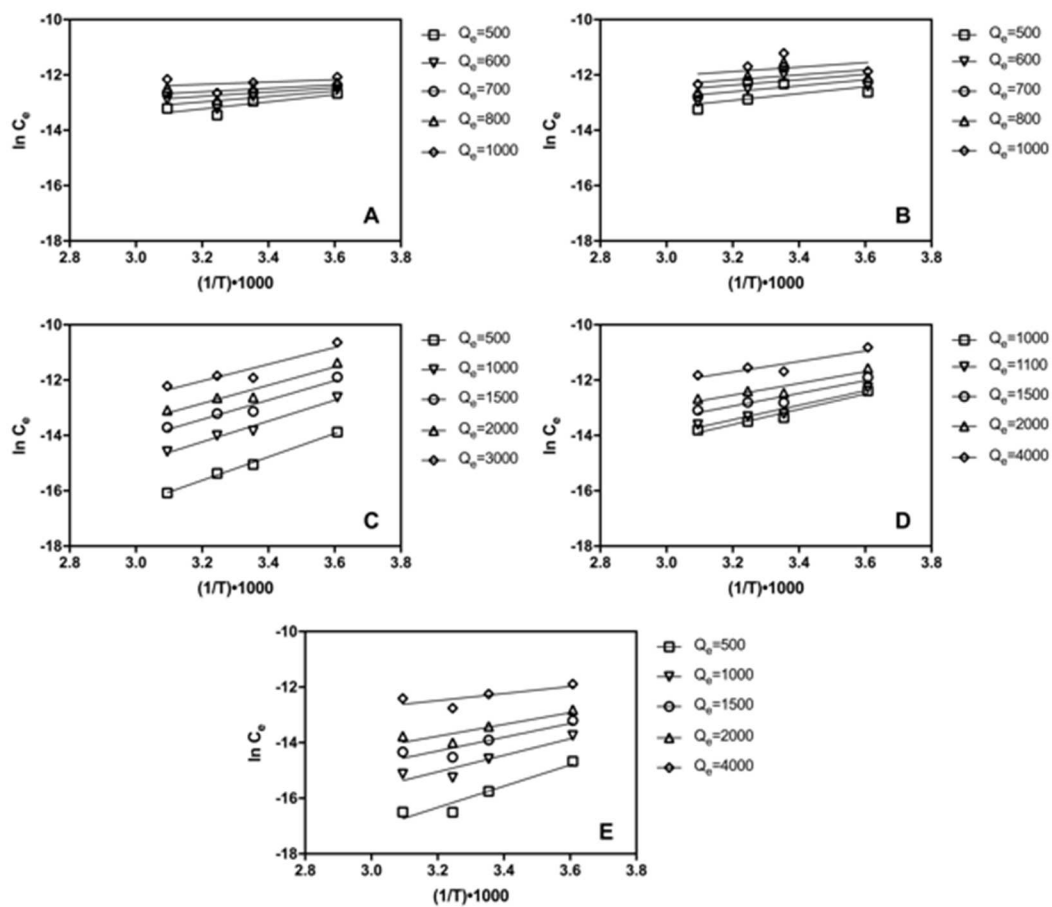 -10
-12
-14
-16
-18
ln Cₑ
2.8 3.0 3.2 3.4 3.6 3.8
(1/T)•1000
A
Qₑ=500
Qₑ=600
Qₑ=700
Qₑ=800
Qₑ=1000
-10
-12
-14
-16
-18
ln Cₑ
2.8 3.0 3.2 3.4 3.6 3.8
(1/T)•1000
B
Qₑ=500
Qₑ=600
Qₑ=700
Qₑ=800
Qₑ=1000
-10
-12
-14
-16
-18
ln Cₑ
2.8 3.0 3.2 3.4 3.6 3.8
(1/T)•1000
C
Qₑ=500
Qₑ=1000
Qₑ=1500
Qₑ=2000
Qₑ=3000
-10
-12
-14
-16
-18
ln Cₑ
2.8 3.0 3.2 3.4 3.6 3.8
(1/T)•1000
D
Qₑ=1000
Qₑ=1100
Qₑ=1500
Qₑ=2000
Qₑ=4000
-10
-12
-14
-16
-18
ln Cₑ
2.8 3.0 3.2 3.4 3.6 3.8
(1/T)•1000
E
Qₑ=500
Qₑ=1000
Qₑ=1500
Qₑ=2000
Qₑ=4000